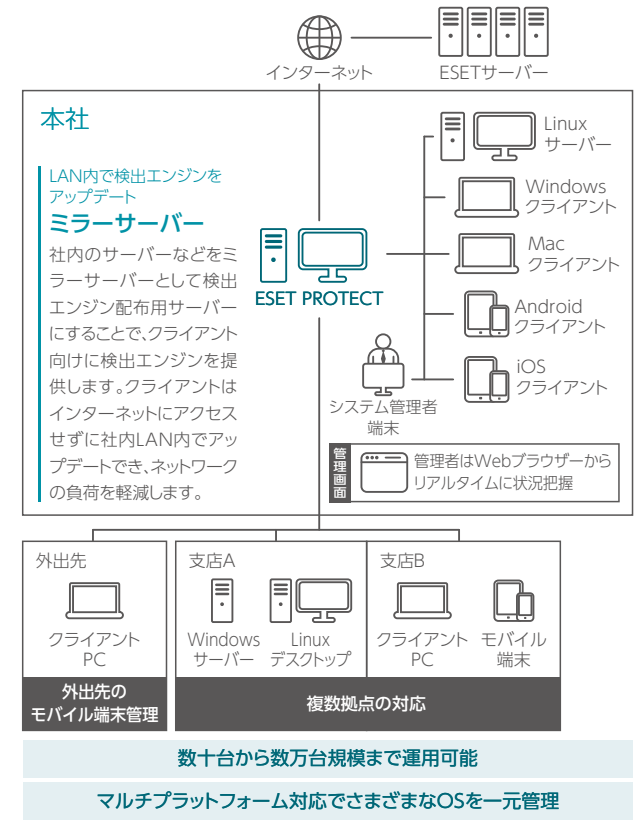 インターネット
ESETサーバー
本社
LAN内で検出エンジンを
アップデート
ミラーサーバー
社内のサーバーなどをミ
ラーサーバーとして検出
エンジン配布用サーバー
にすることで、クライアント
向けに検出エンジンを提
供します。クライアントは
インターネットにアクセス
せずに社内LAN内でアッ
プデートでき、ネットワーク
の負荷を軽減します。
ESET PROTECT
Linux
サーバー
Windows
クライアント
Mac
クライアント
Android
クライアント
iOS
クライアント
システム管理者
端末
管理画面
管理者はWebブラウザーから
リアルタイムに状況把握
外出先
クライアント
PC
外出先の
モバイル端末管理
支店A
Windows
サーバー
Linux
デスクトップ
支店B
クライアント
PC
モバイル
端末
複数拠点の対応
数十台から数万台規模まで運用可能
マルチプラットフォーム対応でさまざまなOSを一元管理